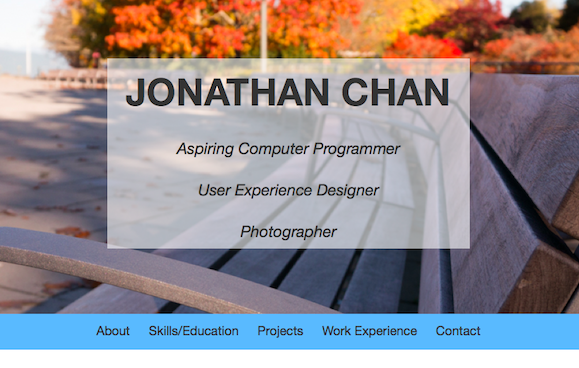 JONATHAN CHAN
Aspiring Computer Programmer
User Experience Designer
Photographer
About Skills/Education Projects Work Experience Contact